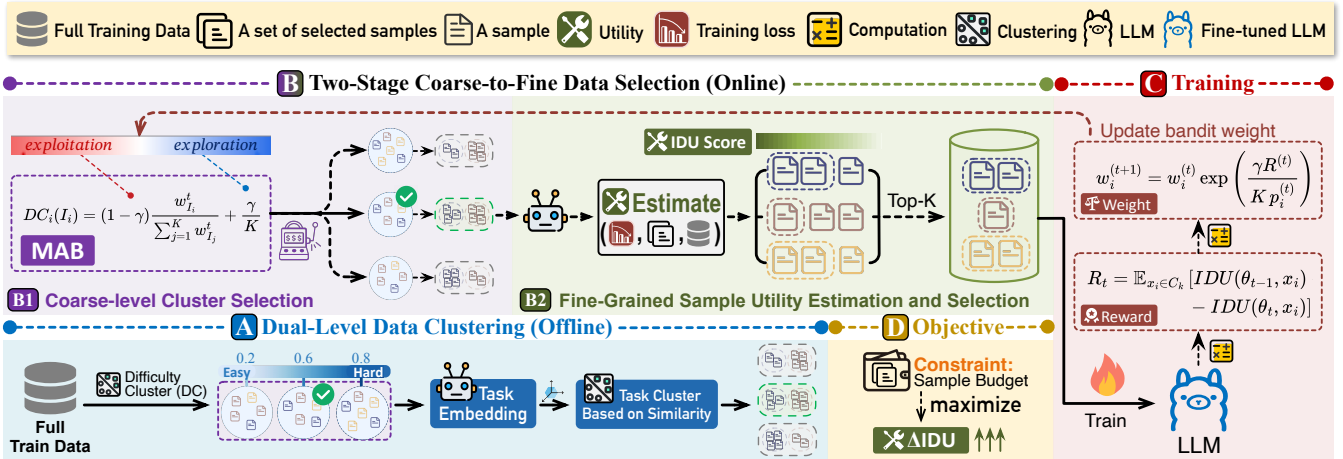 Full Training Data
A set of selected samples
A sample
Utility
Training loss
Computation
Clustering
LLM
Fine-tuned LLM
B Two-Stage Coarse-to-Fine Data Selection (Online)
C Training
exploitation
exploration
DC_i(I_i) = (1 − γ) w^t_{I_i} / ∑^K_{j=1} w^t_{I_j} + γ/K
MAB
$$$
B1 Coarse-level Cluster Selection
IDU Score
Estimate
( , , )
Top-K
B2 Fine-Grained Sample Utility Estimation and Selection
Update bandit weight
w_i^{(t+1)} = w_i^{(t)} exp ( γR^{(t)} / K p_i^{(t)} )
Weight
R_t = 𝔼_{x_i∈C_k} [IDU(θ_{t−1}, x_i)
− IDU(θ_t, x_i)]
Reward
Train
LLM
A Dual-Level Data Clustering (Offline)
D Objective
Full
Train Data
Difficulty
Cluster (DC)
0.2
0.6
0.8
Easy
Hard
Task
Embedding
Task Cluster
Based on Similarity
Constraint:
Sample Budget
maximize
ΔIDU